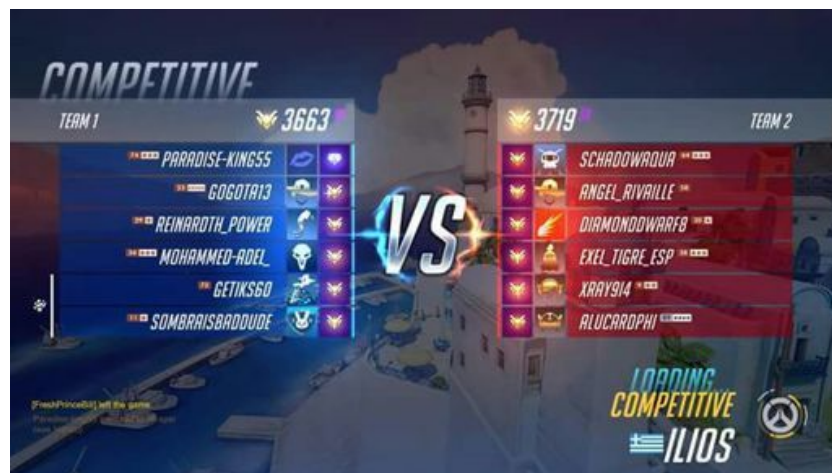 COMPETITIVE
TEAM 1
3663
3719
TEAM 2
PARADISE-KING55
GOGOTA13
REINAROTH_POWER
MOHAMMED-ADEL_
GETIKS60
SOMBRAISBADDUDE
VS
SCHADOWAQUA
ANGEL_RIVAILLE
DIAMONDDWARF8
EXEL_TIGRE_ESP
XRAY914
ALUCARDPHI
[FreshPrinceBill] left the game.
LOADING
COMPETITIVE
ILIOS